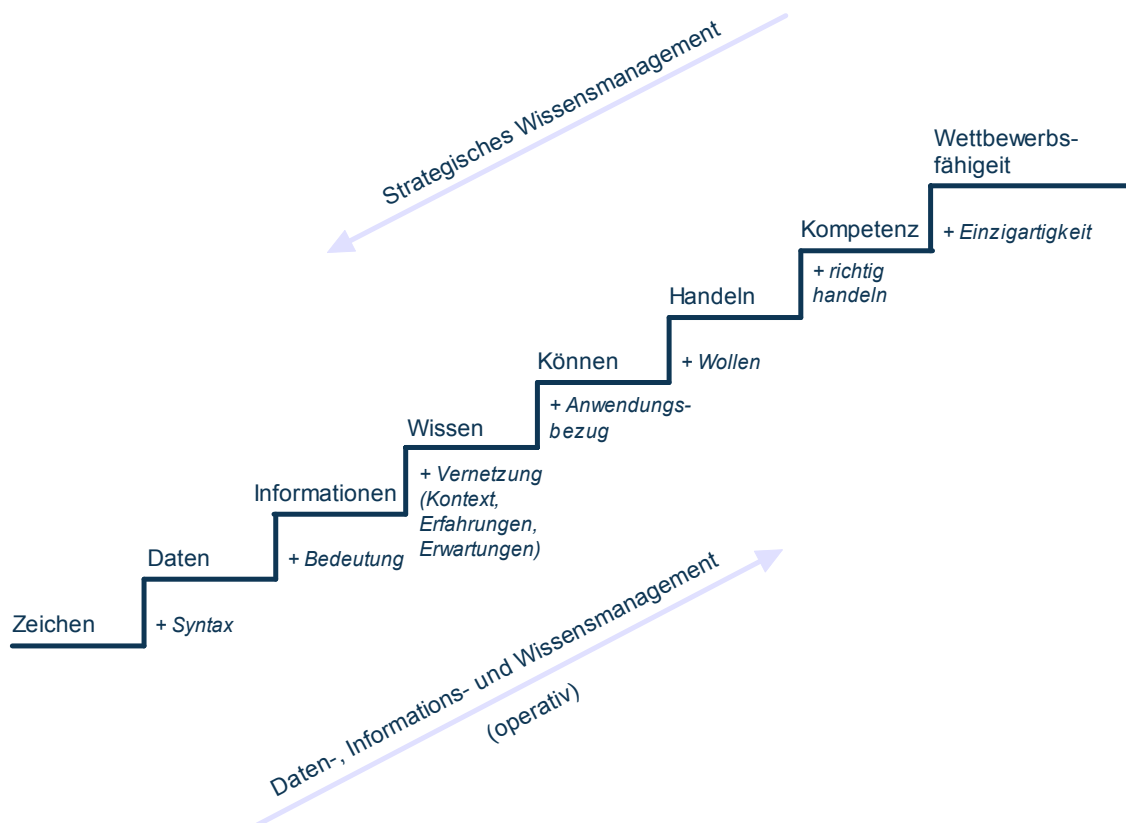 Strategisches Wissensmanagement
Wettbewerbs-
fähigeit
+ Einzigartigkeit
Kompetenz
+ richtig
handeln
Handeln
+ Wollen
Können
+ Anwendungs-
bezug
Wissen
+ Vernetzung
(Kontext,
Erfahrungen,
Erwartungen)
Informationen
+ Bedeutung
Daten
+ Syntax
Zeichen
Daten-, Informations- und Wissensmanagement
(operativ)